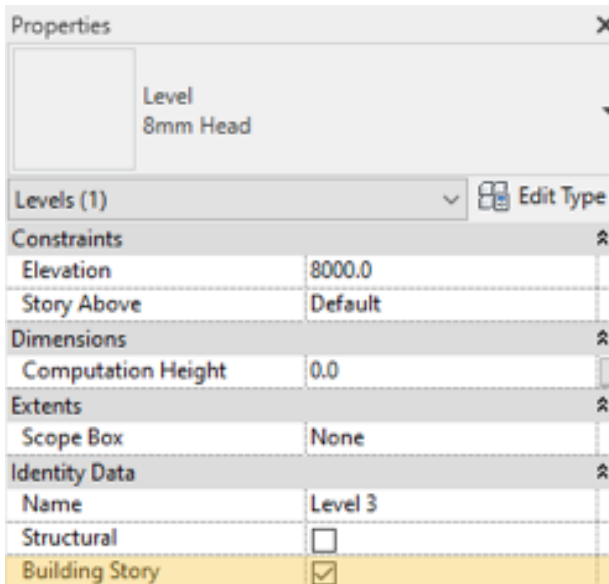 Properties
Level
8mm Head
Levels (1) Edit Type
Constraints
Elevation 8000.0
Story Above Default
Dimensions
Computation Height 0.0
Extents
Scope Box None
Identity Data
Name Level 3
Structural
Building Story